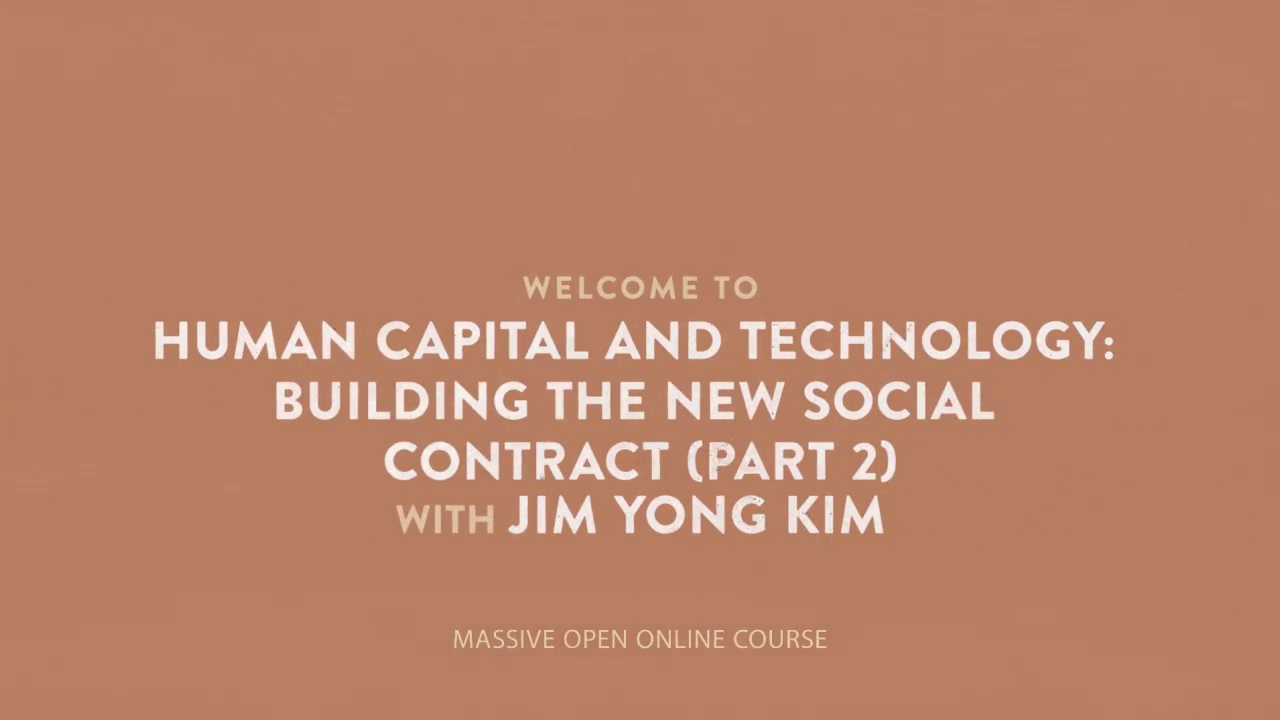 WELCOME TO
HUMAN CAPITAL AND TECHNOLOGY:
BUILDING THE NEW SOCIAL
CONTRACT (PART 2)
WITH JIM YONG KIM
MASSIVE OPEN ONLINE COURSE